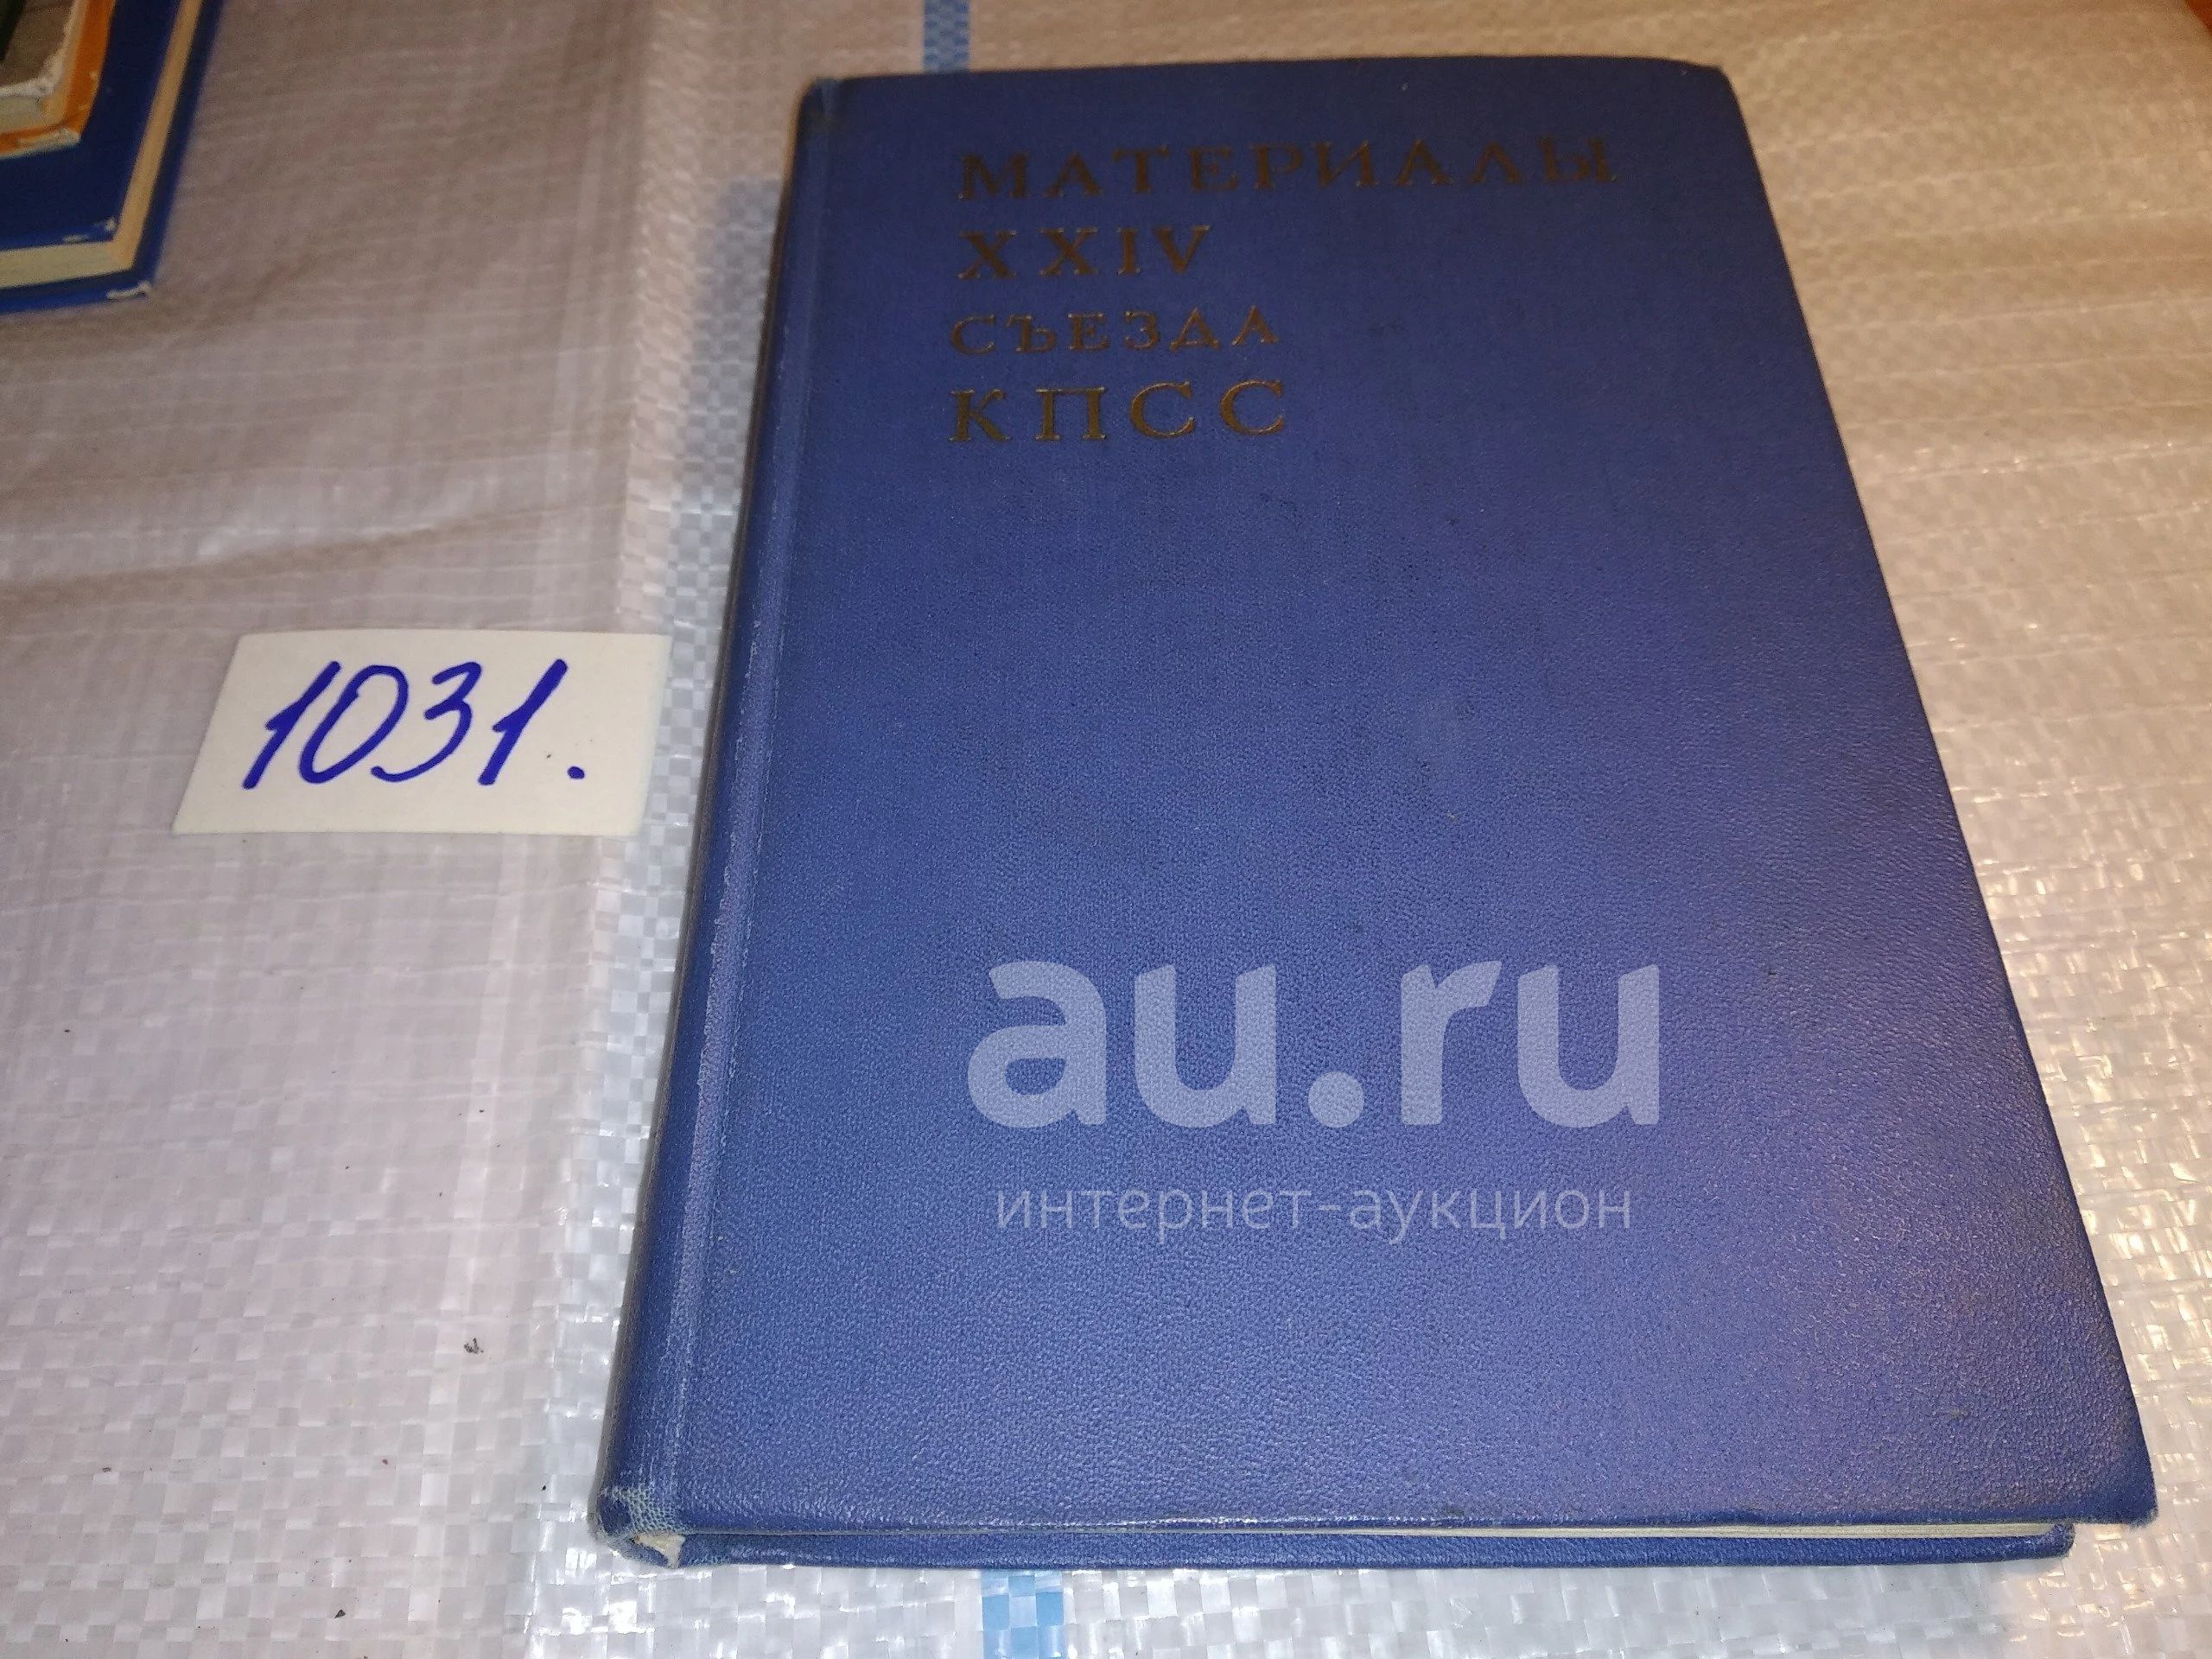 МАТЕРИАЛЫ
XXIV
СЪЕЗДА
КПСС
1031.
au.ru
интернет-аукцион